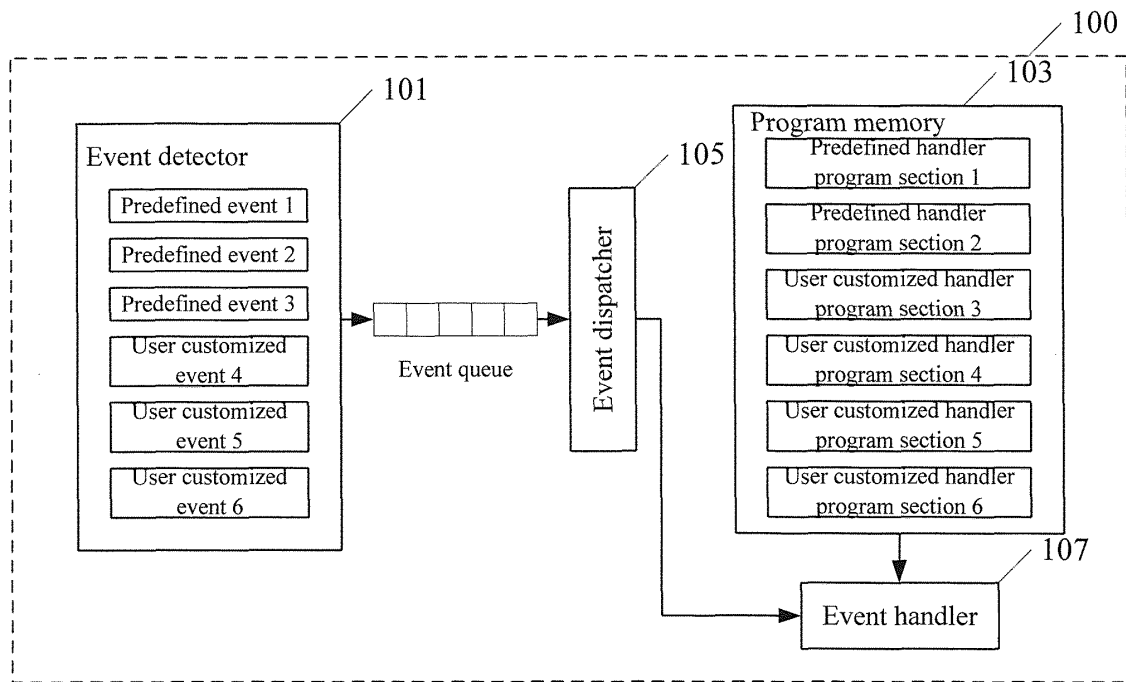 100
101
103
Event detector
Predefined event 1
Predefined event 2
Predefined event 3
User customized
event 4
User customized
event 5
User customized
event 6
Event queue
105
Event dispatcher
Program memory
Predefined handler
program section 1
Predefined handler
program section 2
User customized handler
program section 3
User customized handler
program section 4
User customized handler
program section 5
User customized handler
program section 6
107
Event handler